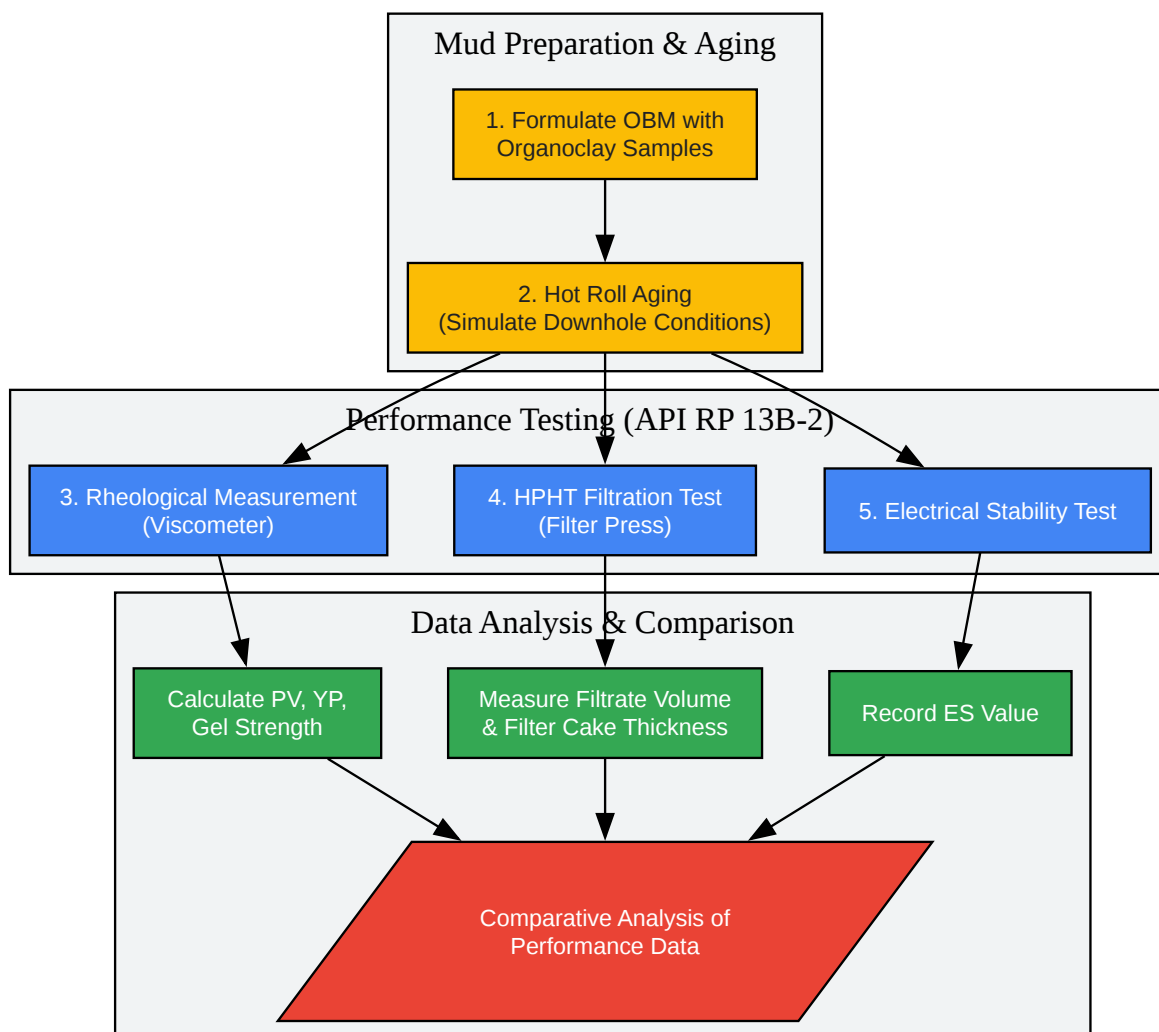 Mud Preparation & Aging
1. Formulate OBM with
Organoclay Samples
2. Hot Roll Aging
(Simulate Downhole Conditions)
Performance Testing (API RP 13B-2)
3. Rheological Measurement
(Viscometer)
4. HPHT Filtration Test
(Filter Press)
5. Electrical Stability Test
Data Analysis & Comparison
Calculate PV, YP,
Gel Strength
Measure Filtrate Volume
& Filter Cake Thickness
Record ES Value
Comparative Analysis of
Performance Data